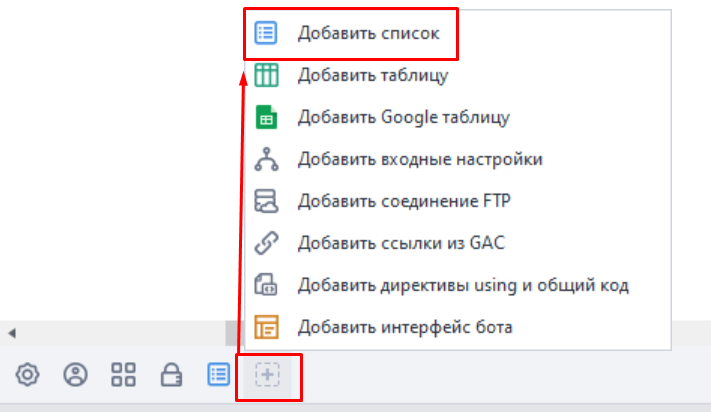 Добавить список
Добавить таблицу
Добавить Google таблицу
Добавить входные настройки
Добавить соединение FTP
Добавить ссылки из GAC
Добавить директивы using и общий код
Добавить интерфейс бота